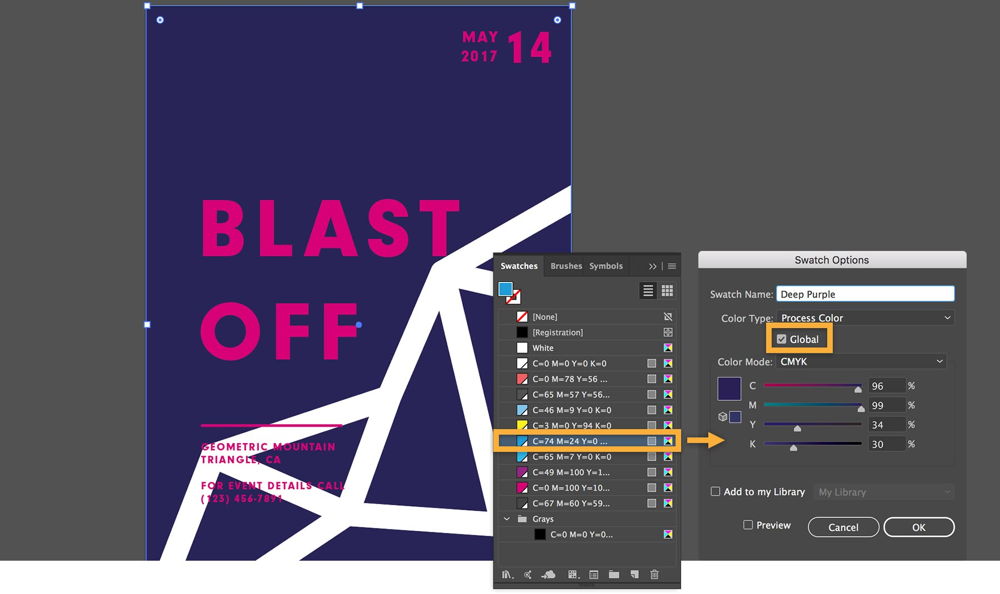 MAY
2017
14
BLAST
OFF
GEOMETRIC MOUNTAIN
TRIANGLE, CA
FOR EVENT DETAILS CALL
(123) 456-7891
Swatches Brushes Symbols
[None]
[Registration]
White
C=0 M=0 Y=0 K=0
C=0 M=78 Y=56 ...
C=65 M=57 Y=56...
C=46 M=9 Y=0 K=0
C=3 M=0 Y=94 K=0
C=74 M=24 Y=0 ...
C=65 M=7 Y=0 K=0
C=49 M=100 Y=1...
C=0 M=100 Y=10...
C=67 M=60 Y=59...
Grays
C=0 M=0 Y=0...
Swatch Options
Swatch Name: Deep Purple
Color Type: Process Color
Global
Color Mode: CMYK
C 96 %
M 99 %
Y 34 %
K 30 %
Add to my Library My Library
Preview Cancel OK